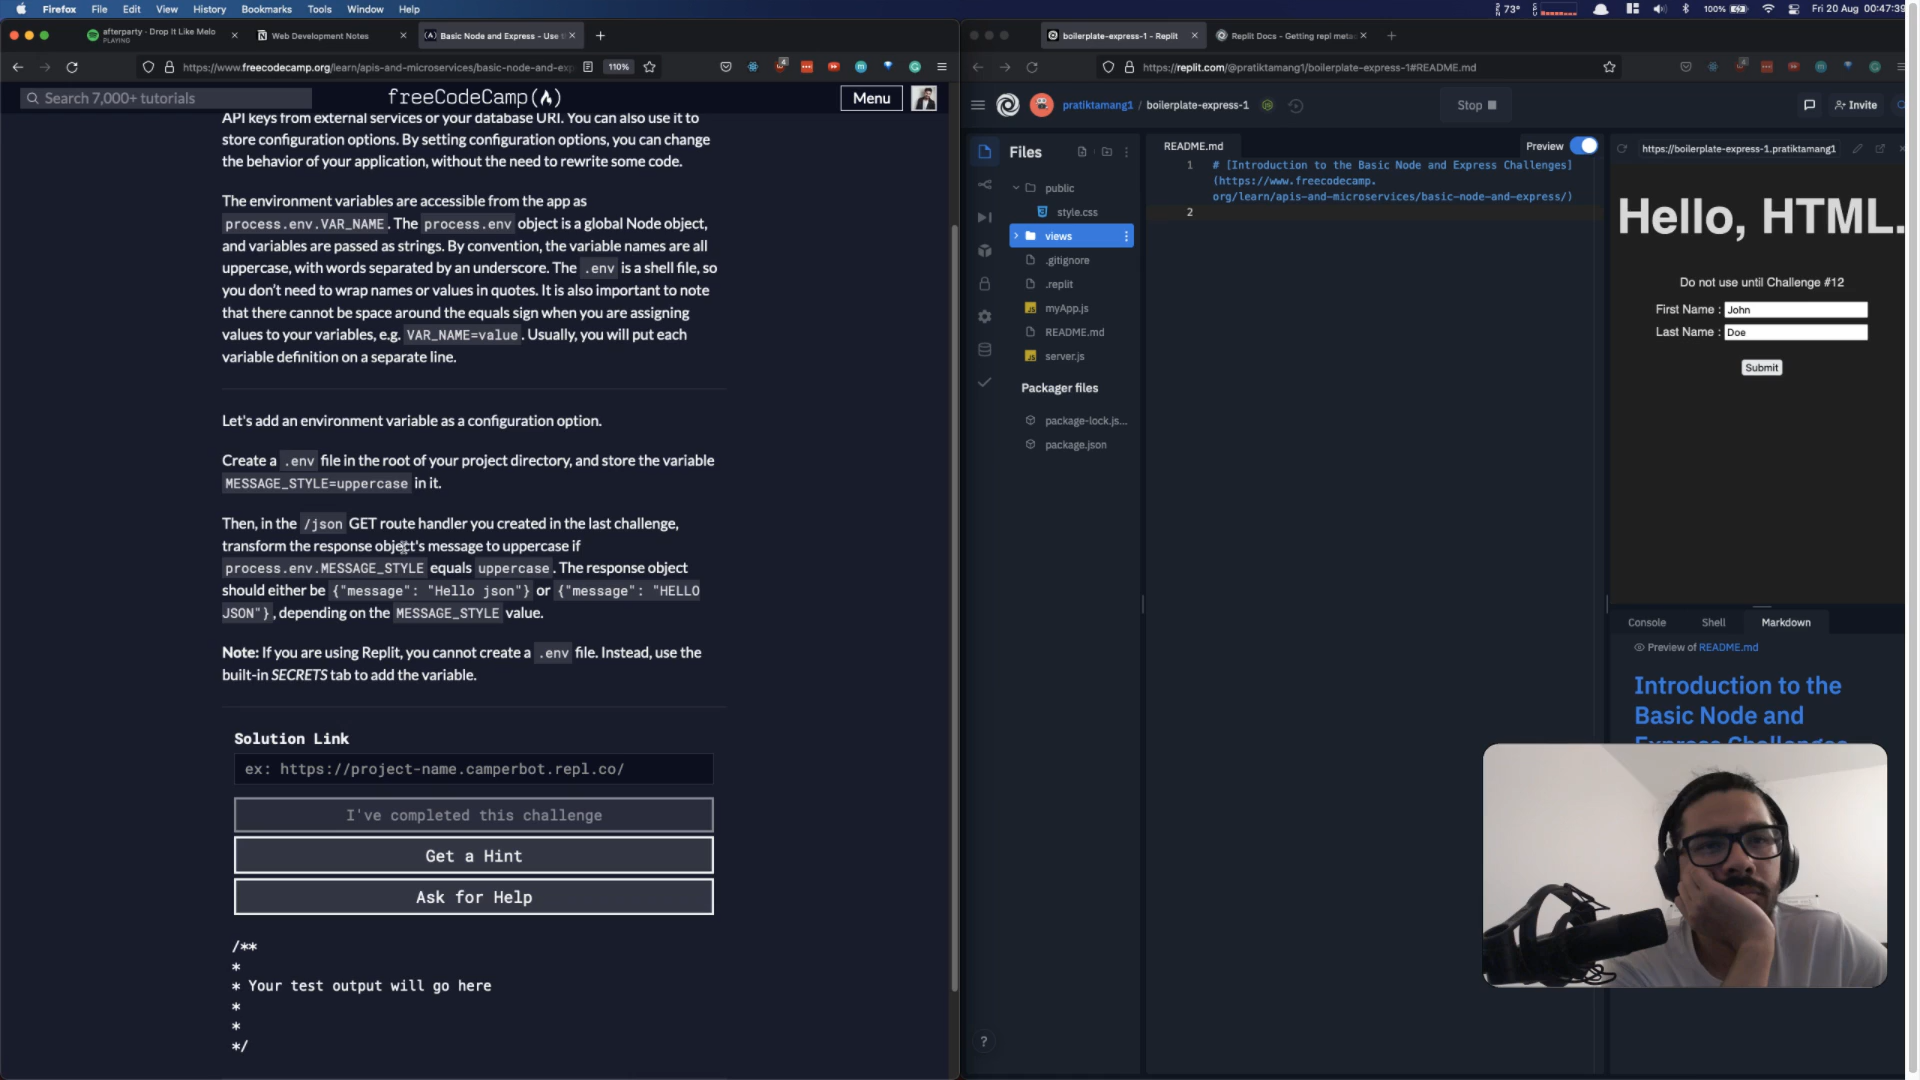 Firefox File Edit View History Bookmarks Tools Window Help
73° 100% Fri 20 Aug 00:47:39
afterparty - Drop It Like Melo
PLAYING
Web Development Notes
Basic Node and Express - Use
https://www.freecodecamp.org/learn/apis-and-microservices/basic-node-and-exp
110%
4
Search 7,000+ tutorials
freeCodeCamp
Menu
API keys from external services or your database URI. You can also use it to
store configuration options. By setting configuration options, you can change
the behavior of your application, without the need to rewrite some code.
The environment variables are accessible from the app as
process.env.VAR_NAME. The process.env object is a global Node object,
and variables are passed as strings. By convention, the variable names are all
uppercase, with words separated by an underscore. The .env is a shell file, so
you don't need to wrap names or values in quotes. It is also important to note
that there cannot be space around the equals sign when you are assigning
values to your variables, e.g. VAR_NAME=value. Usually, you will put each
variable definition on a separate line.
Let's add an environment variable as a configuration option.
Create a .env file in the root of your project directory, and store the variable
MESSAGE_STYLE=uppercase in it.
Then, in the /json GET route handler you created in the last challenge,
transform the response object's message to uppercase if
process.env.MESSAGE_STYLE equals uppercase. The response object
should either be {"message": "Hello json"} or {"message": "HELLO
JSON"}, depending on the MESSAGE_STYLE value.
Note: If you are using Replit, you cannot create a .env file. Instead, use the
built-in SECRETS tab to add the variable.
Solution Link
ex: https://project-name.camperbot.repl.co/
I've completed this challenge
Get a Hint
Ask for Help
/**
*
* Your test output will go here
*
*
*/
boilerplate-express-1 - Replit
Replit Docs - Getting repl meta
https://replit.com/@pratiktamang1/boilerplate-express-1#README.md
4
pratiktamang1 / boilerplate-express-1
Stop
Invite
Files
public
style.css
views
.gitignore
.replit
myApp.js
README.md
server.js
Packager files
package-lock.js...
package.json
?
README.md
Preview
1 # [Introduction to the Basic Node and Express Challenges]
(https://www.freecodecamp.
org/learn/apis-and-microservices/basic-node-and-express/)
2
https://boilerplate-express-1.pratiktamang1
Hello, HTML.
Do not use until Challenge #12
First Name : John
Last Name : Doe
Submit
Console Shell Markdown
Preview of README.md
Introduction to the
Basic Node and
Express Challenges